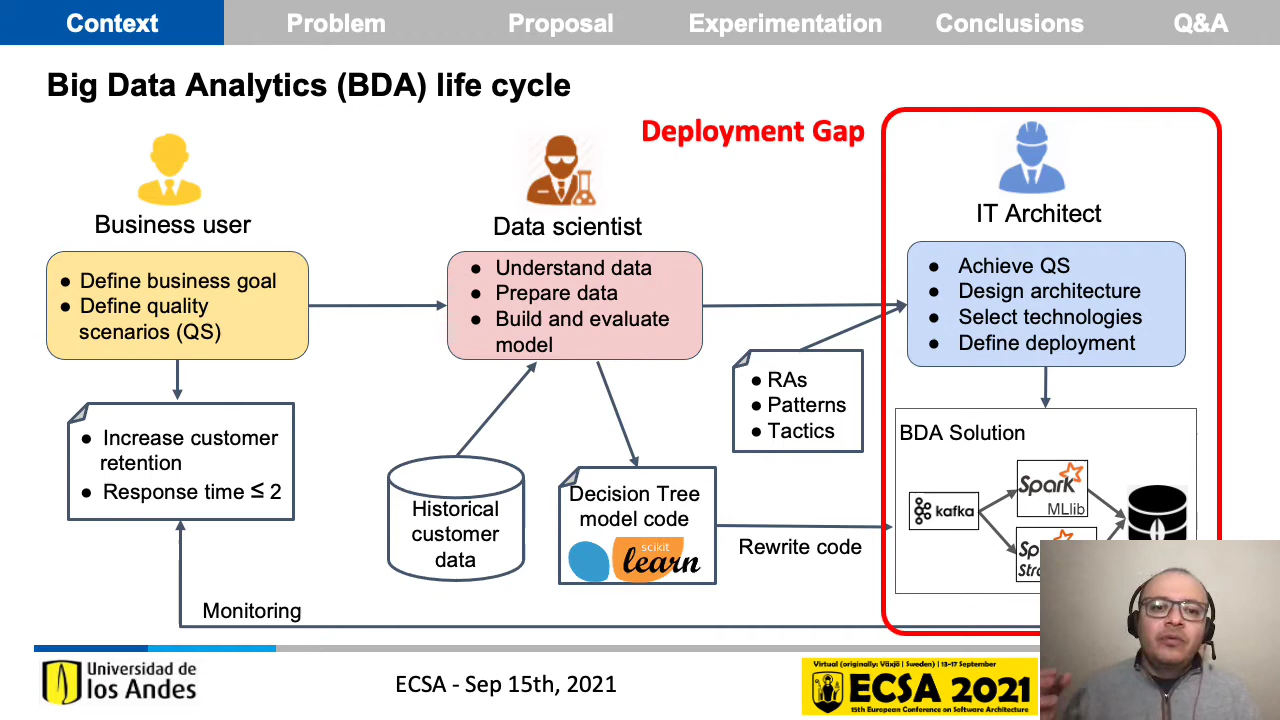 Context Problem Proposal Experimentation Conclusions Q&A
Big Data Analytics (BDA) life cycle
Deployment Gap
Business user
● Define business goal
● Define quality
scenarios (QS)
● Increase customer
retention
● Response time ≤ 2
Data scientist
● Understand data
● Prepare data
● Build and evaluate
model
Historical
customer
data
Decision Tree
model code
scikit
learn
Rewrite code
● RAs
● Patterns
● Tactics
IT Architect
● Achieve QS
● Design architecture
● Select technologies
● Define deployment
BDA Solution
kafka
Spark
MLlib
Monitoring
Universidad de
los Andes
ECSA - Sep 15th, 2021
Virtual (originally: Växjö | Sweden) | 13-17 September
ECSA 2021
15th European Conference on Software Architecture